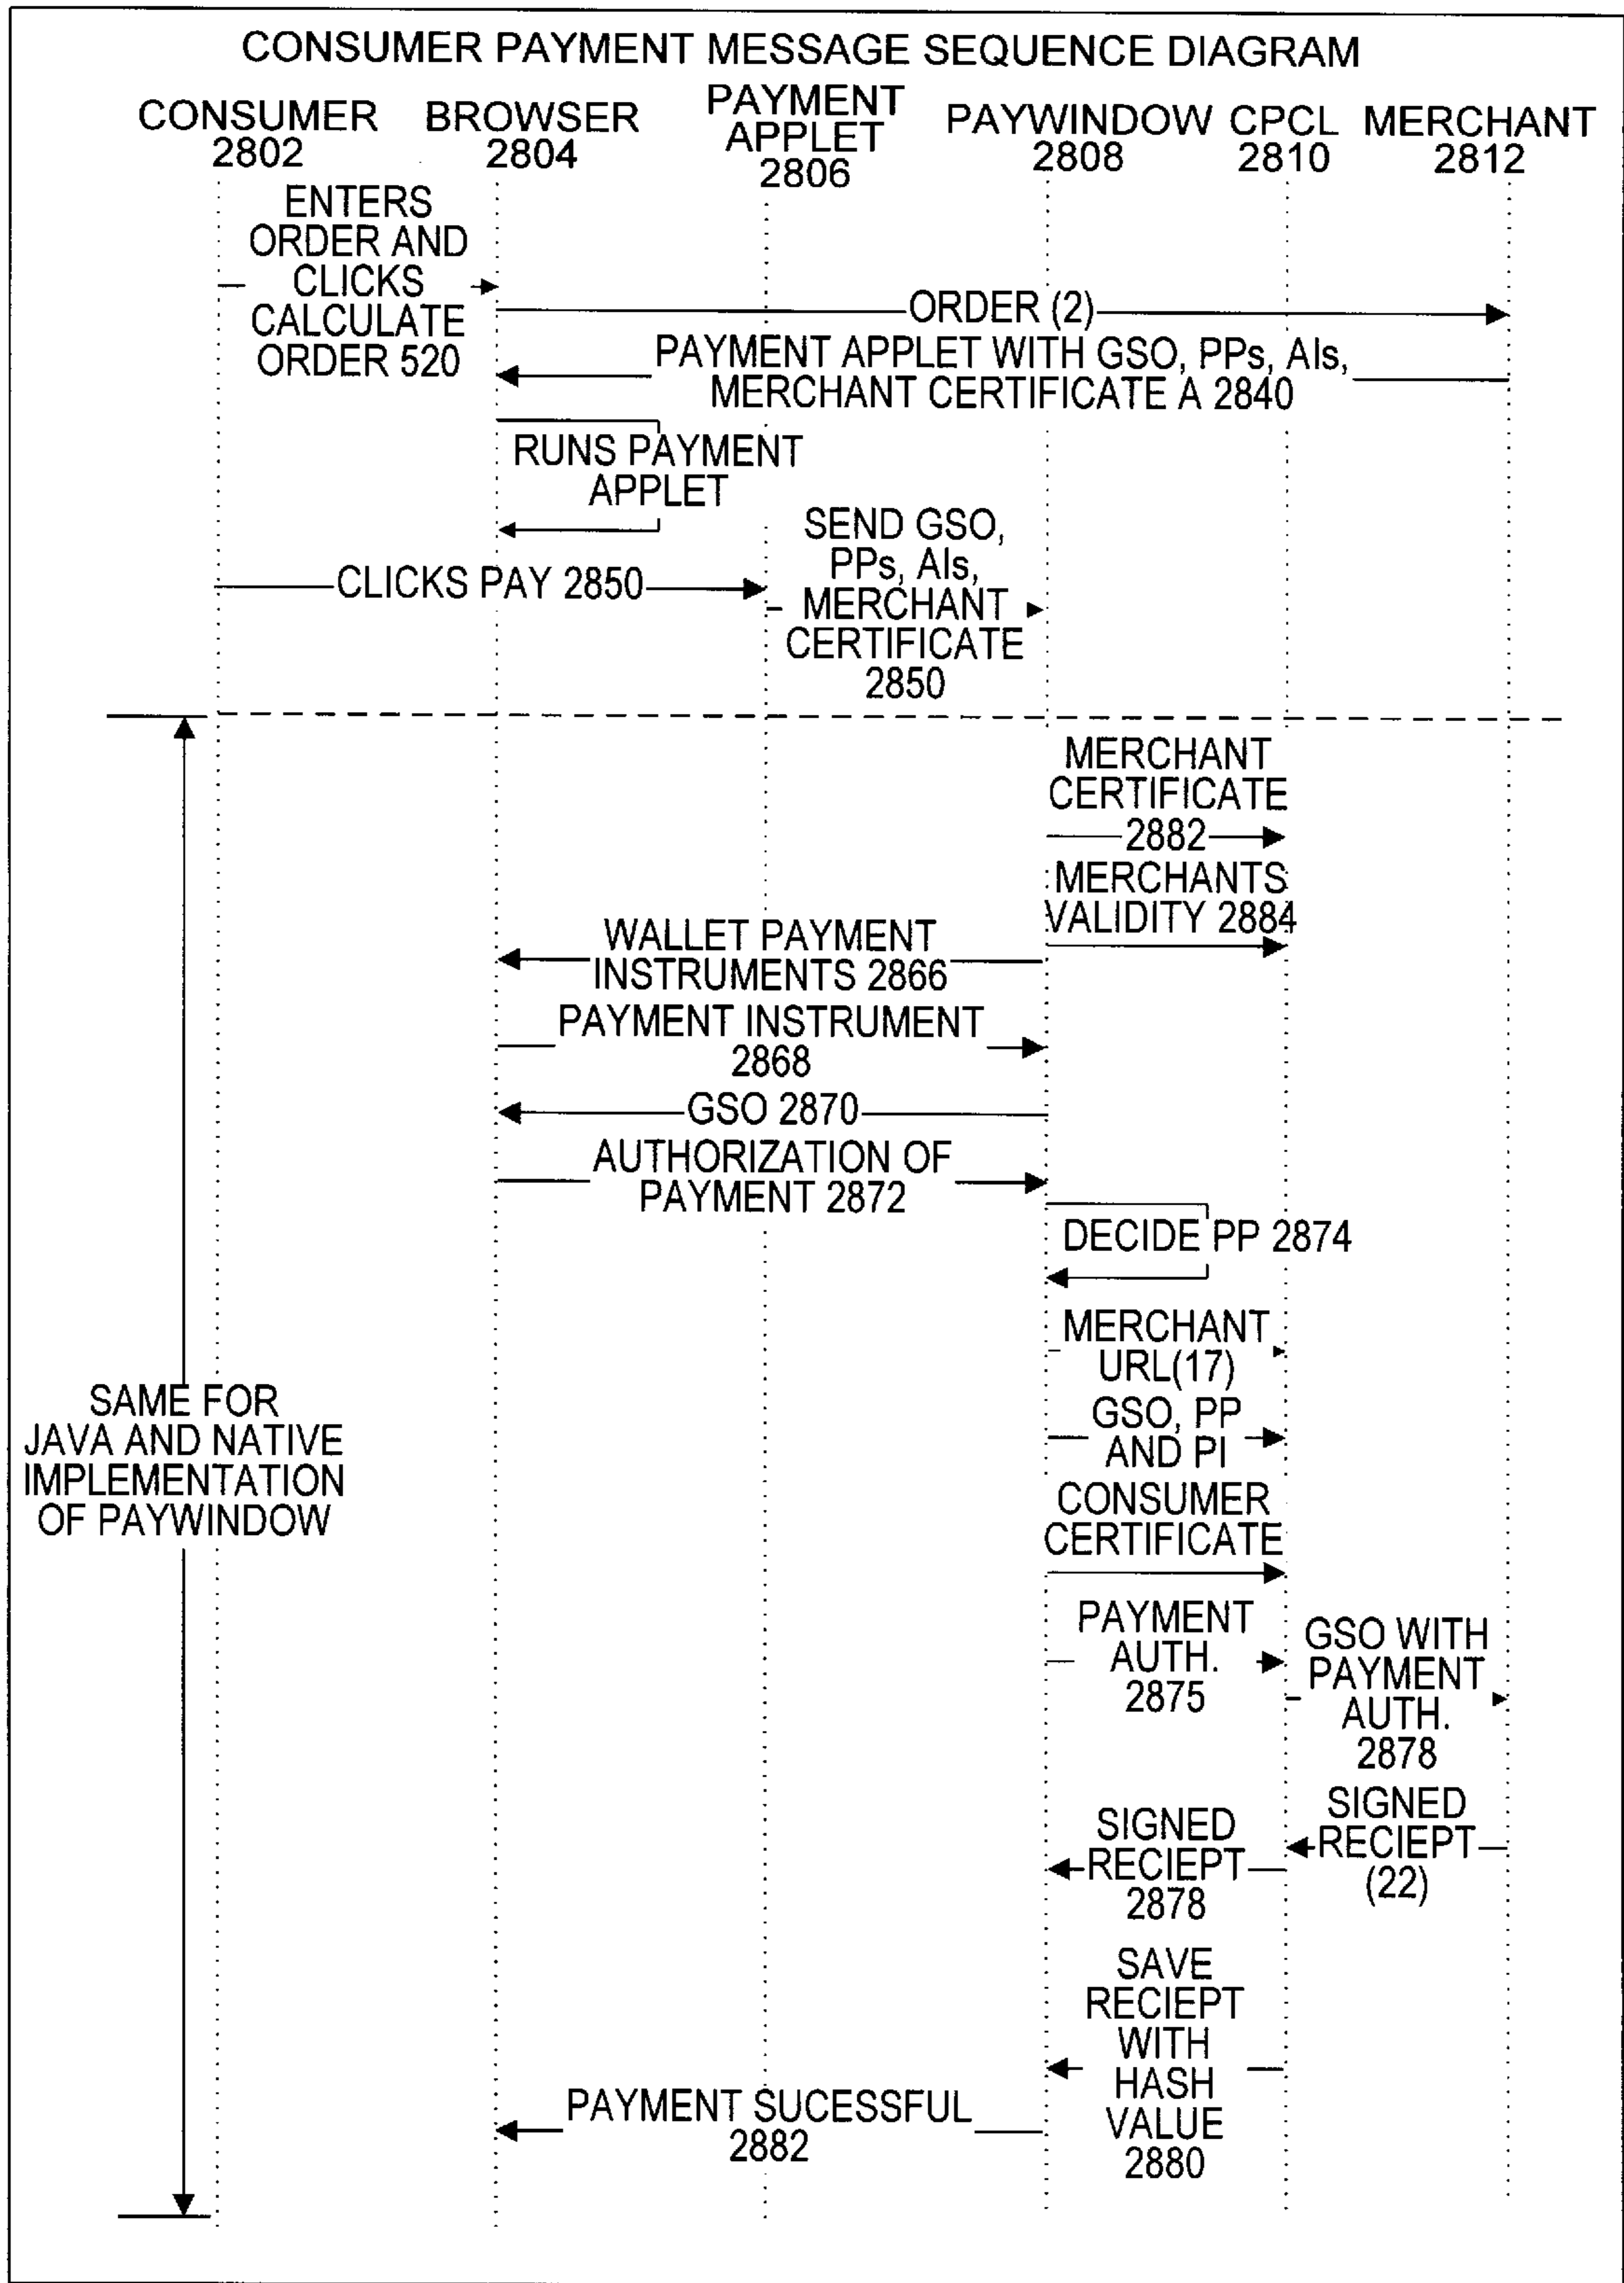 CONSUMER PAYMENT MESSAGE SEQUENCE DIAGRAM
CONSUMER
2802
BROWSER
2804
PAYMENT
APPLET
2806
PAYWINDOW
2808
CPCL
2810
MERCHANT
2812
ENTERS
ORDER AND
CLICKS
CALCULATE
ORDER 520
ORDER (2)
PAYMENT APPLET WITH GSO, PPs, AIs,
MERCHANT CERTIFICATE A 2840
RUNS PAYMENT
APPLET
CLICKS PAY 2850
SEND GSO,
PPs, AIs,
MERCHANT
CERTIFICATE
2850
MERCHANT
CERTIFICATE
2882
MERCHANTS
VALIDITY 2884
WALLET PAYMENT
INSTRUMENTS 2866
PAYMENT INSTRUMENT
2868
GSO 2870
AUTHORIZATION OF
PAYMENT 2872
DECIDE PP 2874
MERCHANT
URL(17)
GSO, PP
AND PI
SAME FOR
JAVA AND NATIVE
IMPLEMENTATION
OF PAYWINDOW
CONSUMER
CERTIFICATE
PAYMENT
AUTH.
2875
GSO WITH
PAYMENT
AUTH.
2878
SIGNED
RECIEPT
(22)
SIGNED
RECIEPT
2878
SAVE
RECIEPT
WITH
HASH
VALUE
2880
PAYMENT SUCESSFUL
2882